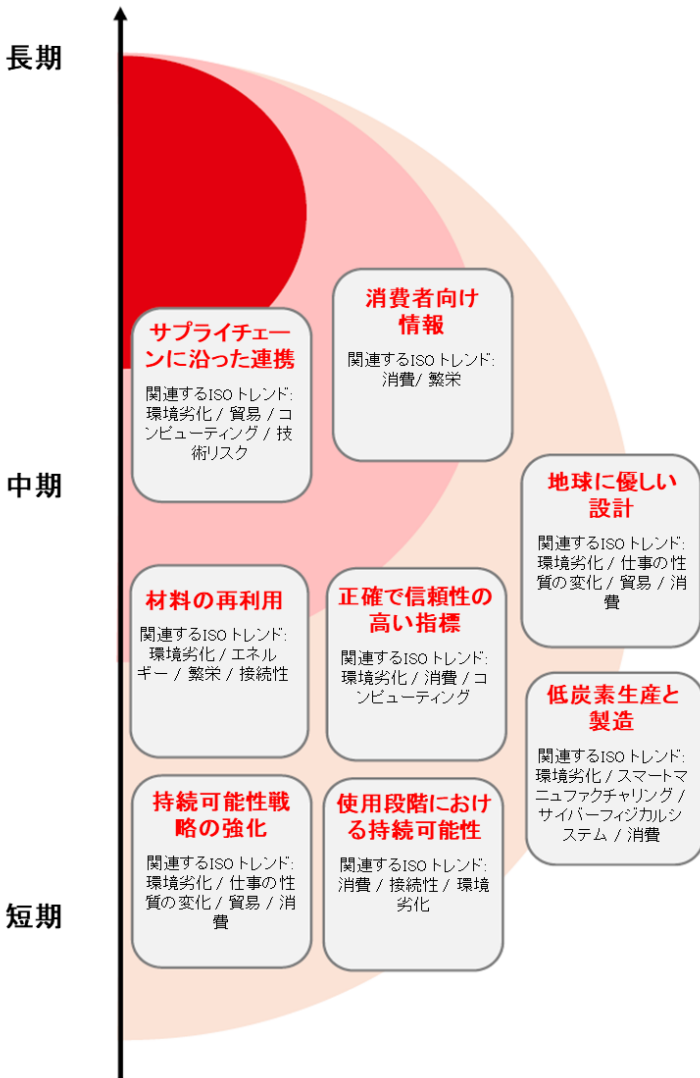 長期
消費者向け
情報
関連するISOトレンド:
消費/ 繁栄
サプライチェー
ンに沿った連携
関連するISOトレンド:
環境劣化 / 貿易 / コ
ンピューティング / 技
術リスク
中期
地球に優しい
設計
関連するISOトレンド:
環境劣化 / 仕事の性
質の変化 / 貿易 / 消
費
材料の再利用
関連するISOトレンド:
環境劣化 / エネル
ギー / 繁栄 / 接続性
正確で信頼性の
高い指標
関連するISOトレンド:
環境劣化 / 消費 / コ
ンピューティング
低炭素生産と
製造
関連するISOトレンド:
環境劣化 / スマートマ
ニュファクチャリング /
サイバーフィジカルシ
ステム / 消費
持続可能性戦
略の強化
関連するISOトレンド:
環境劣化 / 仕事の性
質の変化 / 貿易 / 消
費
使用段階におけ
る持続可能性
関連するISOトレンド:
消費 / 接続性 / 環境
劣化
短期